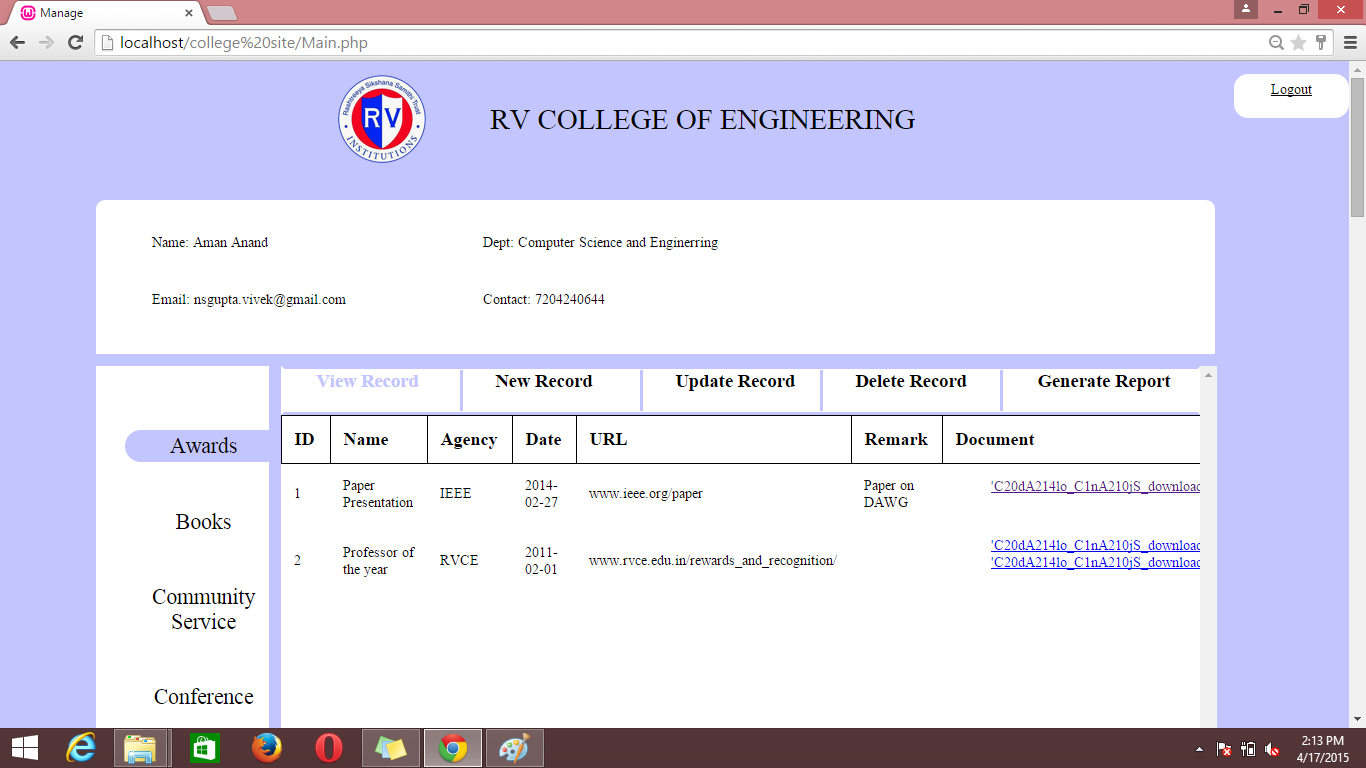 Manage
localhost/college%20site/Main.php
Rashtreeya Sikshana Samithi Trust
RV
INSTITUTIONS
RV COLLEGE OF ENGINEERING
Logout
Name: Aman Anand
Dept: Computer Science and Enginerring
Email: nsgupta.vivek@gmail.com
Contact: 7204240644
Awards
Books
Community
Service
Conference
View Record New Record Update Record Delete Record Generate Report
ID Name Agency Date URL Remark Document
1 Paper Presentation IEEE 2014-02-27 www.ieee.org/paper Paper on DAWG 'C20dA214lo_C1nA210jS_download
2 Professor of the year RVCE 2011-02-01 www.rvce.edu.in/rewards_and_recognition/ 'C20dA214lo_C1nA210jS_download
'C20dA214lo_C1nA210jS_download
2:13 PM
4/17/2015